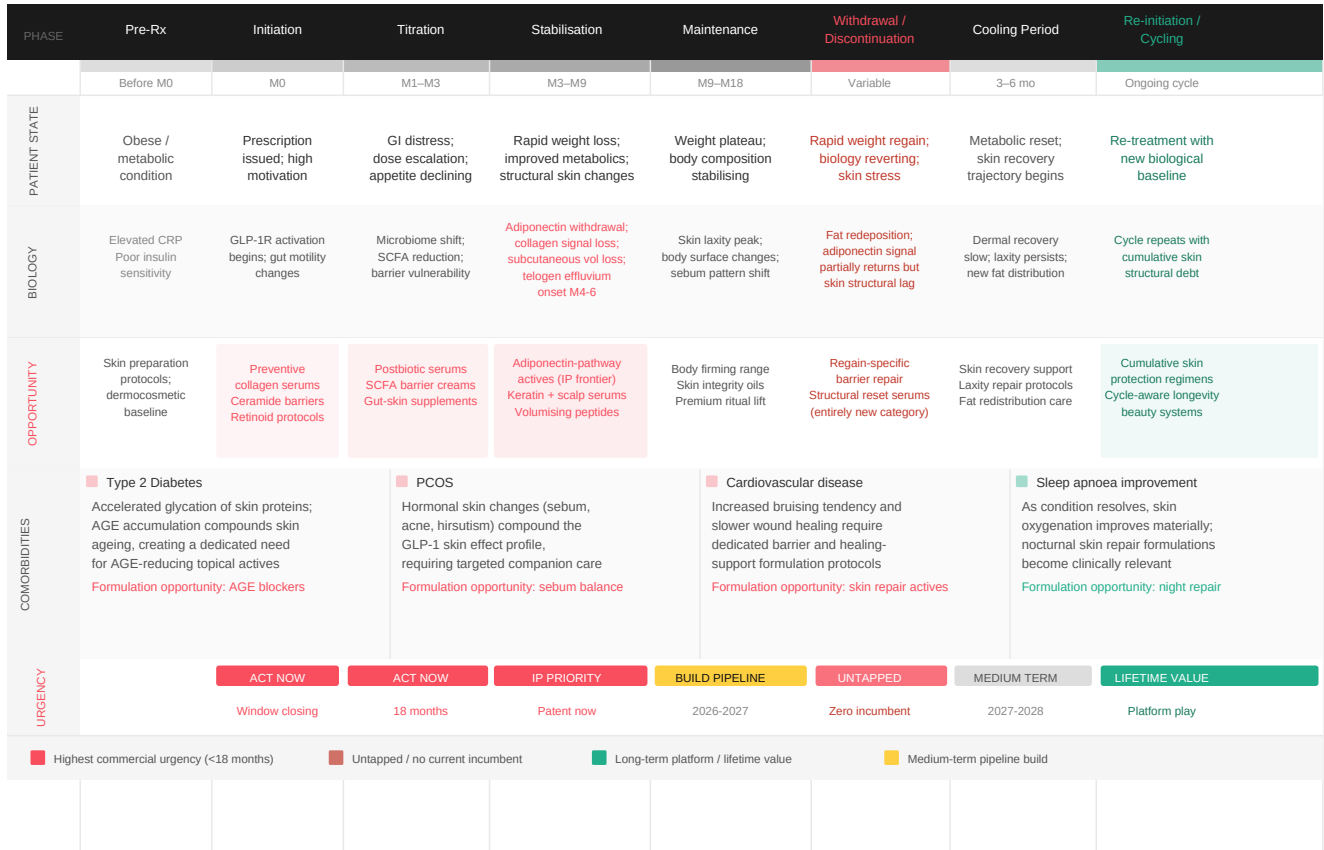 PHASE
Pre-Rx
Initiation
Titration
Stabilisation
Maintenance
Withdrawal /
Discontinuation
Cooling Period
Re-initiation /
Cycling
Before M0
M0
M1–M3
M3–M9
M9–M18
Variable
3–6 mo
Ongoing cycle
PATIENT STATE
Obese /
metabolic
condition
Prescription
issued; high
motivation
GI distress;
dose escalation;
appetite declining
Rapid weight loss;
improved metabolics;
structural skin changes
Weight plateau;
body composition
stabilising
Rapid weight regain;
biology reverting;
skin stress
Metabolic reset;
skin recovery
trajectory begins
Re-treatment with
new biological
baseline
BIOLOGY
Elevated CRP
Poor insulin
sensitivity
GLP-1R activation
begins; gut motility
changes
Microbiome shift;
SCFA reduction;
barrier vulnerability
Adiponectin withdrawal;
collagen signal loss;
subcutaneous vol loss;
telogen effluvium
onset M4-6
Skin laxity peak;
body surface changes;
sebum pattern shift
Fat redeposition;
adiponectin signal
partially returns but
skin structural lag
Dermal recovery
slow; laxity persists;
new fat distribution
Cycle repeats with
cumulative skin
structural debt
OPPORTUNITY
Skin preparation
protocols;
dermocosmetic
baseline
Preventive
collagen serums
Ceramide barriers
Retinoid protocols
Postbiotic serums
SCFA barrier creams
Gut-skin supplements
Adiponectin-pathway
actives (IP frontier)
Keratin + scalp serums
Volumising peptides
Body firming range
Skin integrity oils
Premium ritual lift
Regain-specific
barrier repair
Structural reset serums
(entirely new category)
Skin recovery support
Laxity repair protocols
Fat redistribution care
Cumulative skin
protection regimens
Cycle-aware longevity
beauty systems
COMORBIDITIES
Type 2 Diabetes
Accelerated glycation of skin proteins;
AGE accumulation compounds skin
ageing, creating a dedicated need
for AGE-reducing topical actives
Formulation opportunity: AGE blockers
PCOS
Hormonal skin changes (sebum,
acne, hirsutism) compound the
GLP-1 skin effect profile,
requiring targeted companion care
Formulation opportunity: sebum balance
Cardiovascular disease
Increased bruising tendency and
slower wound healing require
dedicated barrier and healing-
support formulation protocols
Formulation opportunity: skin repair actives
Sleep apnoea improvement
As condition resolves, skin
oxygenation improves materially;
nocturnal skin repair formulations
become clinically relevant
Formulation opportunity: night repair
URGENCY
ACT NOW
ACT NOW
IP PRIORITY
BUILD PIPELINE
UNTAPPED
MEDIUM TERM
LIFETIME VALUE
Window closing
18 months
Patent now
2026-2027
Zero incumbent
2027-2028
Platform play
Highest commercial urgency (<18 months)
Untapped / no current incumbent
Long-term platform / lifetime value
Medium-term pipeline build